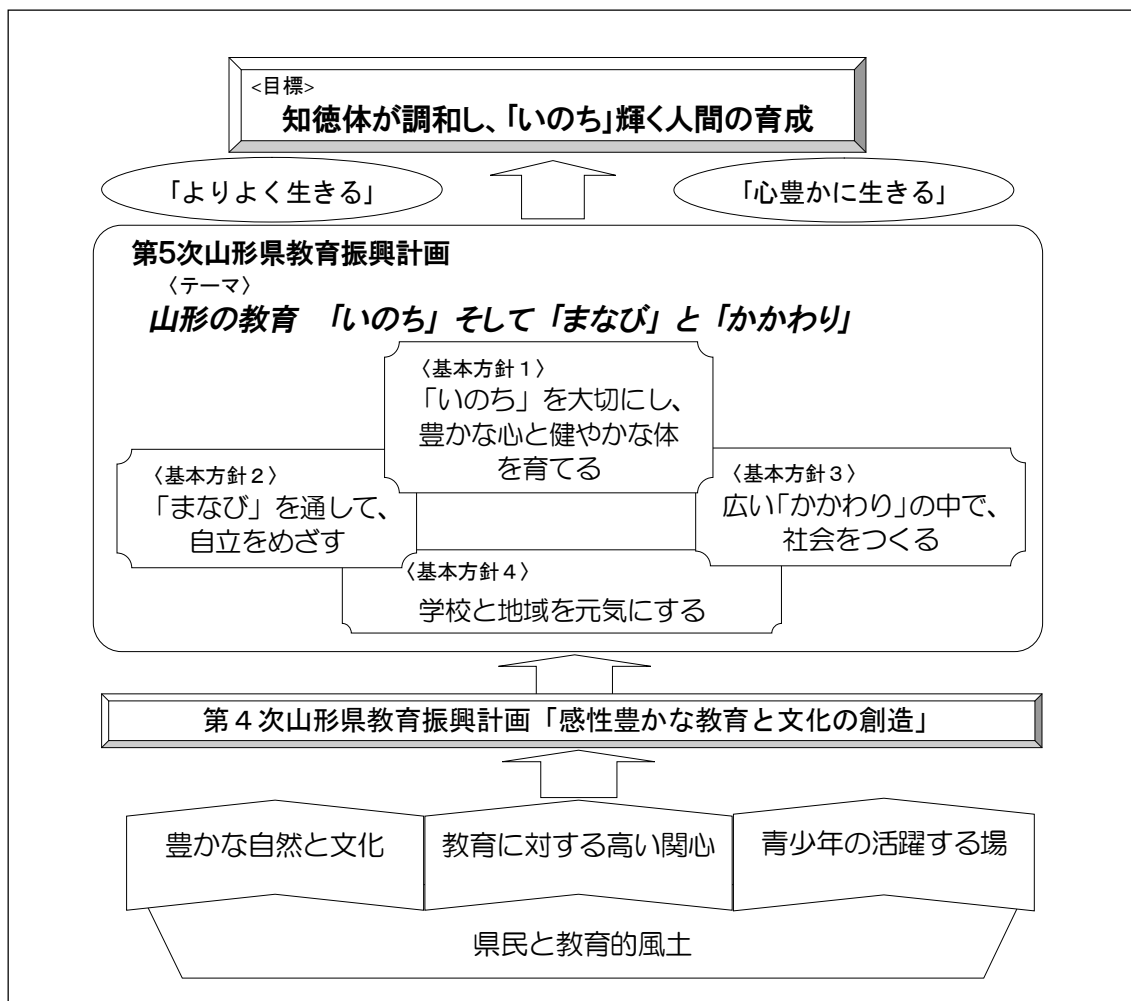 <目標>
知徳体が調和し、「いのち」輝く人間の育成
「よりよく生きる」
「心豊かに生きる」
第5次山形県教育振興計画
〈テーマ〉
山形の教育　「いのち」そして「まなび」と「かかわり」
〈基本方針１〉
「いのち」を大切にし、
豊かな心と健やかな体
を育てる
〈基本方針２〉
「まなび」を通して、
自立をめざす
〈基本方針３〉
広い「かかわり」の中で、
社会をつくる
〈基本方針４〉
学校と地域を元気にする
第４次山形県教育振興計画「感性豊かな教育と文化の創造」
豊かな自然と文化
教育に対する高い関心
青少年の活躍する場
県民と教育的風土